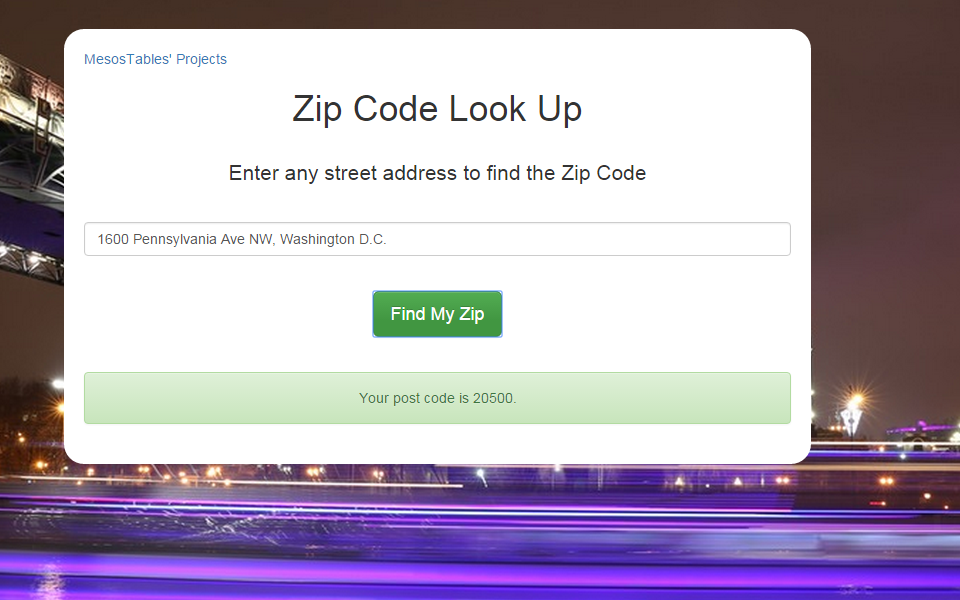 MesosTables' Projects
Zip Code Look Up
Enter any street address to find the Zip Code
1600 Pennsylvania Ave NW, Washington D.C.
Find My Zip
Your post code is 20500.